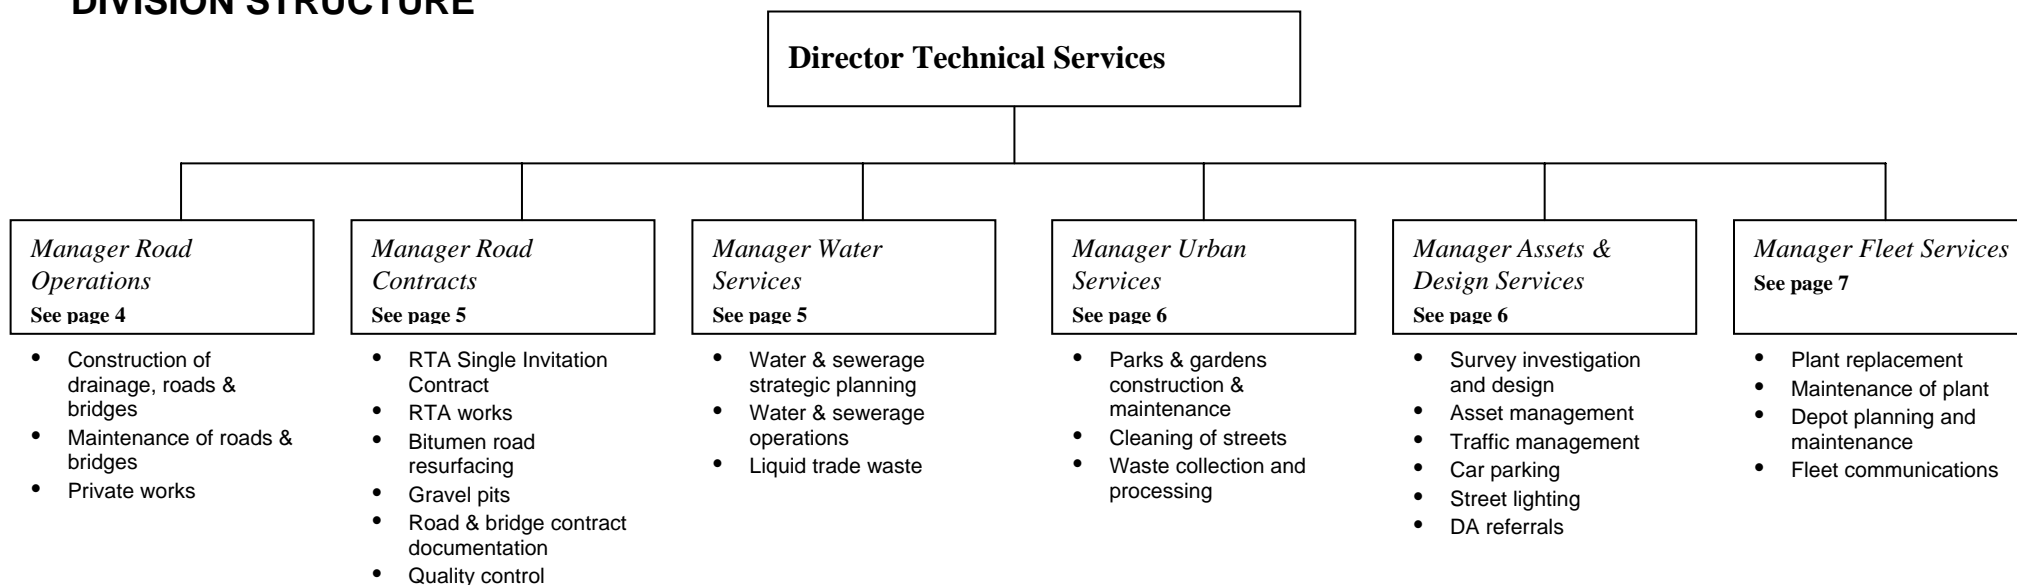 DIVISION STRUCTURE
Director Technical Services
Manager Road
Operations
See page 4
• Construction of
drainage, roads &
bridges
• Maintenance of roads &
bridges
• Private works
Manager Road
Contracts
See page 5
• RTA Single Invitation
Contract
• RTA works
• Bitumen road
resurfacing
• Gravel pits
• Road & bridge contract
documentation
• Quality control
Manager Water
Services
See page 5
• Water & sewerage
strategic planning
• Water & sewerage
operations
• Liquid trade waste
Manager Urban
Services
See page 6
• Parks & gardens
construction &
maintenance
• Cleaning of streets
• Waste collection and
processing
Manager Assets &
Design Services
See page 6
• Survey investigation
and design
• Asset management
• Traffic management
• Car parking
• Street lighting
• DA referrals
Manager Fleet Services
See page 7
• Plant replacement
• Maintenance of plant
• Depot planning and
maintenance
• Fleet communications